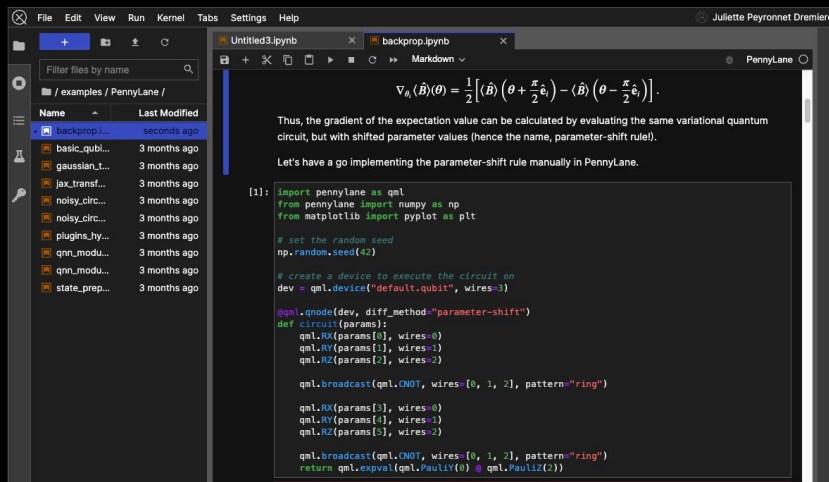 File Edit View Run Kernel Tabs Settings Help
Juliette Peyronnet Dremiere
Filter files by name
/ examples / PennyLane /
Name Last Modified
backprop.i... seconds ago
basic_qubi... 3 months ago
gaussian_t... 3 months ago
jax_transf... 3 months ago
noisy_circ... 3 months ago
noisy_circ... 3 months ago
plugins_hy... 3 months ago
qnn_modu... 3 months ago
qnn_modu... 3 months ago
state_prep... 3 months ago
Untitled3.ipynb
backprop.ipynb
Markdown
PennyLane
∇θᵢ⟨B̂⟩(θ) = 1/2 [⟨B̂⟩(θ + π/2 êᵢ) − ⟨B̂⟩(θ − π/2 êᵢ)].
Thus, the gradient of the expectation value can be calculated by evaluating the same variational quantum
circuit, but with shifted parameter values (hence the name, parameter-shift rule!).
Let's have a go implementing the parameter-shift rule manually in PennyLane.
[1]: import pennylane as qml
from pennylane import numpy as np
from matplotlib import pyplot as plt
# set the random seed
np.random.seed(42)
# create a device to execute the circuit on
dev = qml.device("default.qubit", wires=3)
@qml.qnode(dev, diff_method="parameter-shift")
def circuit(params):
    qml.RX(params[0], wires=0)
    qml.RY(params[1], wires=1)
    qml.RZ(params[2], wires=2)
    qml.broadcast(qml.CNOT, wires=[0, 1, 2], pattern="ring")
    qml.RX(params[3], wires=0)
    qml.RY(params[4], wires=1)
    qml.RZ(params[5], wires=2)
    qml.broadcast(qml.CNOT, wires=[0, 1, 2], pattern="ring")
    return qml.expval(qml.PauliY(0) @ qml.PauliZ(2))